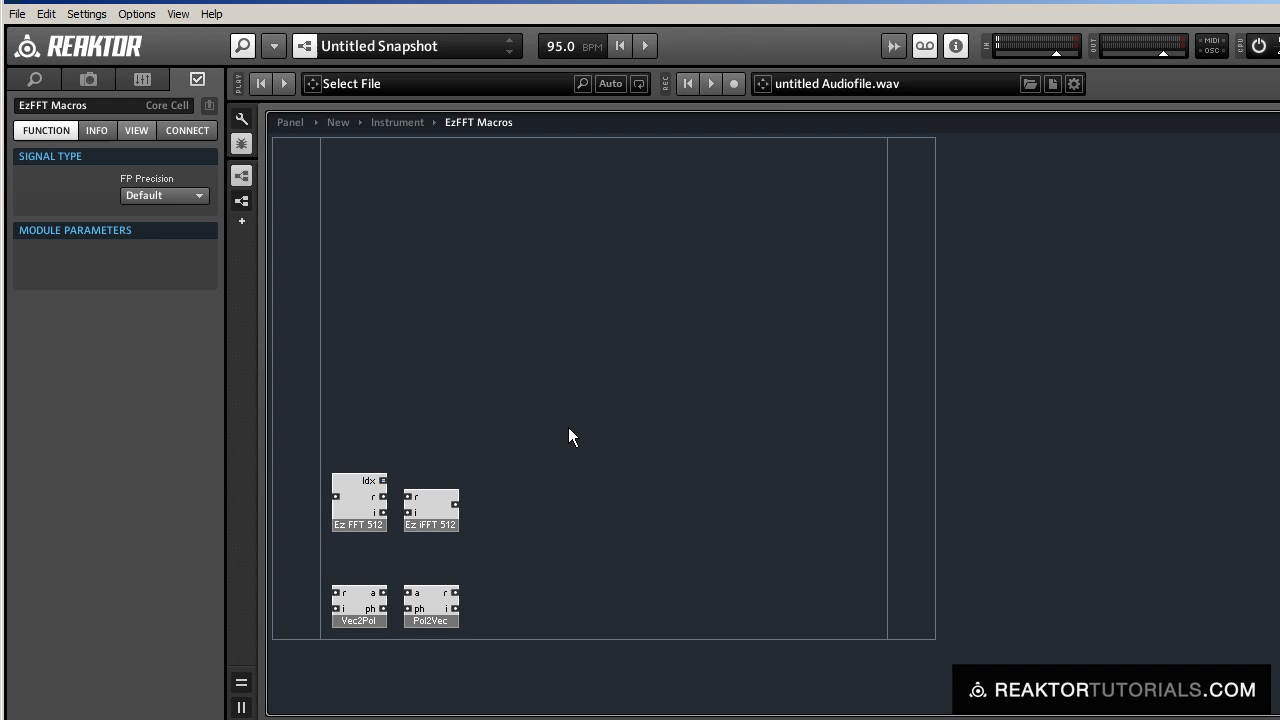 File Edit Settings Options View Help
REAKTOR Untitled Snapshot 95.0 BPM IN OUT MIDI OSC CPU
PLAY Select File Auto REC untitled Audiofile.wav
EzFFT Macros Core Cell
Panel New Instrument EzFFT Macros
FUNCTION INFO VIEW CONNECT
SIGNAL TYPE
FP Precision
Default
MODULE PARAMETERS
Idx
r r
i i
Ez FFT 512 Ez iFFT 512
r a a r
i ph ph i
Vec2Pol Pol2Vec
REAKTORTUTORIALS.COM